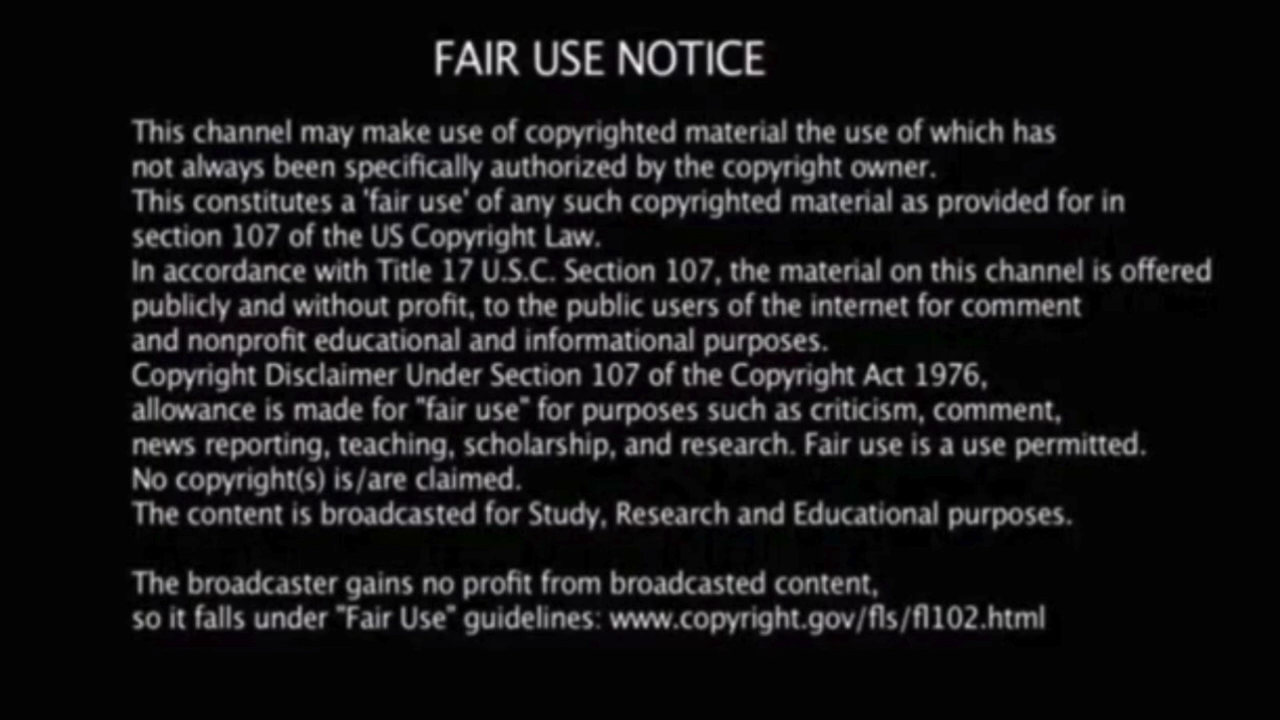 FAIR USE NOTICE
This channel may make use of copyrighted material the use of which has
not always been specifically authorized by the copyright owner.
This constitutes a 'fair use' of any such copyrighted material as provided for in
section 107 of the US Copyright Law.
In accordance with Title 17 U.S.C. Section 107, the material on this channel is offered
publicly and without profit, to the public users of the internet for comment
and nonprofit educational and informational purposes.
Copyright Disclaimer Under Section 107 of the Copyright Act 1976,
allowance is made for "fair use" for purposes such as criticism, comment,
news reporting, teaching, scholarship, and research. Fair use is a use permitted.
No copyright(s) is/are claimed.
The content is broadcasted for Study, Research and Educational purposes.
The broadcaster gains no profit from broadcasted content,
so it falls under "Fair Use" guidelines: www.copyright.gov/fls/fl102.html